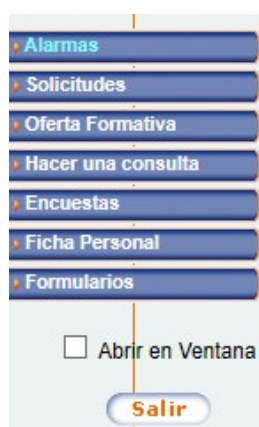 Alarmas
Solicitudes
Oferta Formativa
Hacer una consulta
Encuestas
Ficha Personal
Formularios
Abrir en Ventana
Salir